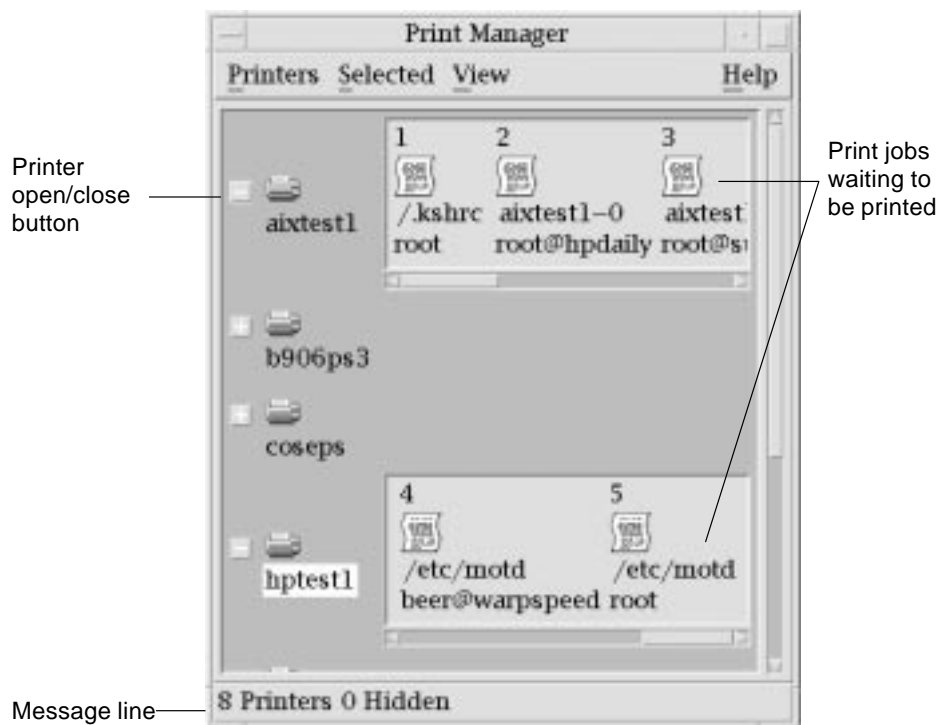 Print Manager
Printers Selected View Help
Printer
open/close
button
aixtest1
1 2 3
/.kshrc aixtest1-0 aixtest
root root@hpdaily root@s
Print jobs
waiting to
be printed
b906ps3
coseps
hptest1
4 5
/etc/motd /etc/motd
beer@warpspeed root
Message line
8 Printers 0 Hidden